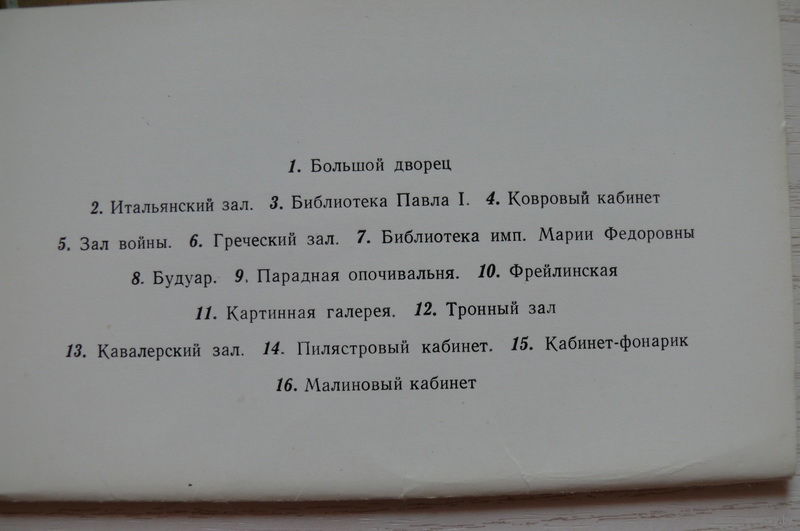 1. Большой дворец
2. Итальянский зал. 3. Библиотека Павла I. 4. Ковровый кабинет
5. Зал войны. 6. Греческий зал. 7. Библиотека имп. Марии Федоровны
8. Будуар. 9. Парадная опочивальня. 10. Фрейлинская
11. Картинная галерея. 12. Тронный зал
13. Кавалерский зал. 14. Пилястровый кабинет. 15. Кабинет-фонарик
16. Малиновый кабинет